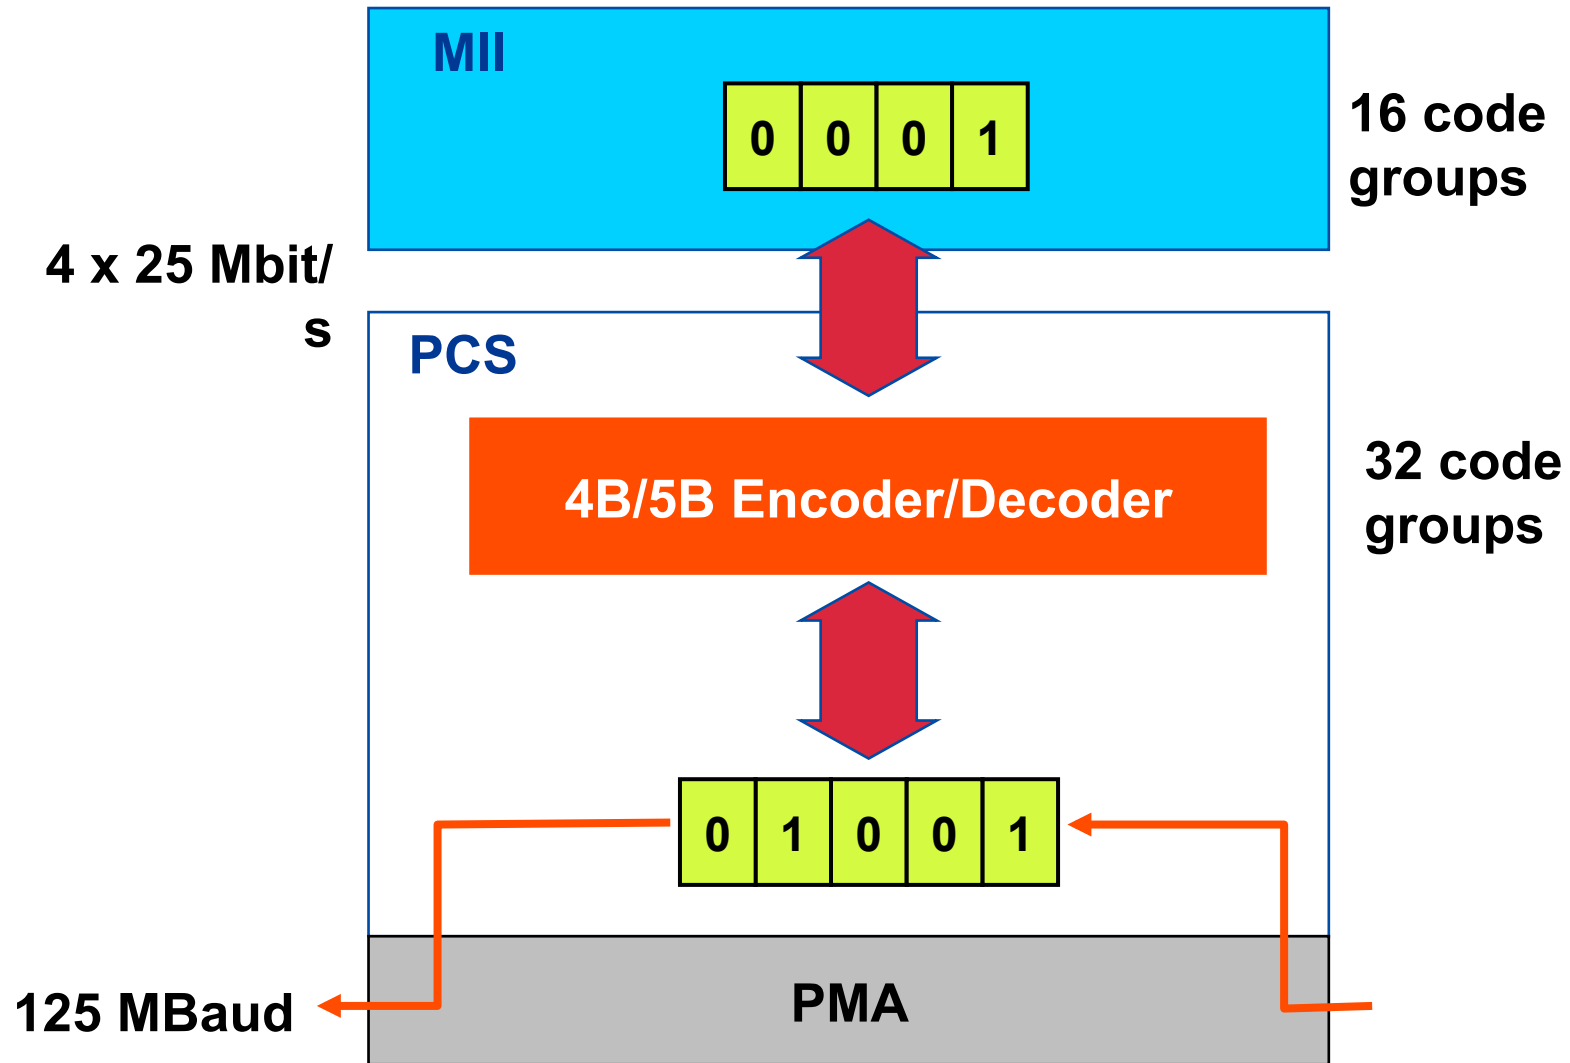 MII
0 0 0 1
16 code
groups
4 x 25 Mbit/
s
PCS
4B/5B Encoder/Decoder
32 code
groups
0 1 0 0 1
PMA
125 MBaud